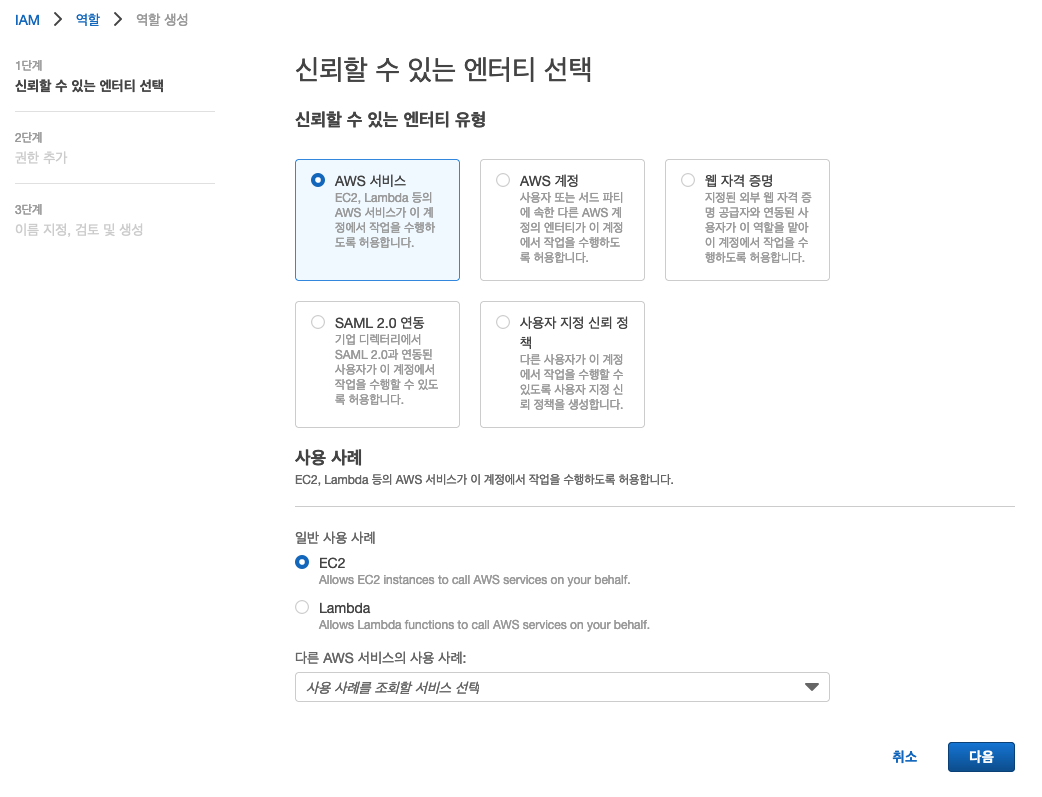 IAM > 역할 > 역할 생성
1단계
신뢰할 수 있는 엔터티 선택
2단계
권한 추가
3단계
이름 지정, 검토 및 생성
신뢰할 수 있는 엔터티 선택
신뢰할 수 있는 엔터티 유형
AWS 서비스
EC2, Lambda 등의
AWS 서비스가 이 계
정에서 작업을 수행하
도록 허용합니다.
AWS 계정
사용자 또는 서드 파티
에 속한 다른 AWS 계
정의 엔터티가 이 계정
에서 작업을 수행하도
록 허용합니다.
웹 자격 증명
지정된 외부 웹 자격 증
명 공급자와 연동된 사
용자가 이 역할을 맡아
이 계정에서 작업을 수
행하도록 허용합니다.
SAML 2.0 연동
기업 디렉터리에서
SAML 2.0과 연동된
사용자가 이 계정에서
작업을 수행할 수 있도
록 허용합니다.
사용자 지정 신뢰 정
책
다른 사용자가 이 계정
에서 작업을 수행할 수
있도록 사용자 지정 신
뢰 정책을 생성합니다.
사용 사례
EC2, Lambda 등의 AWS 서비스가 이 계정에서 작업을 수행하도록 허용합니다.
일반 사용 사례
EC2
Allows EC2 instances to call AWS services on your behalf.
Lambda
Allows Lambda functions to call AWS services on your behalf.
다른 AWS 서비스의 사용 사례:
사용 사례를 조회할 서비스 선택
취소
다음